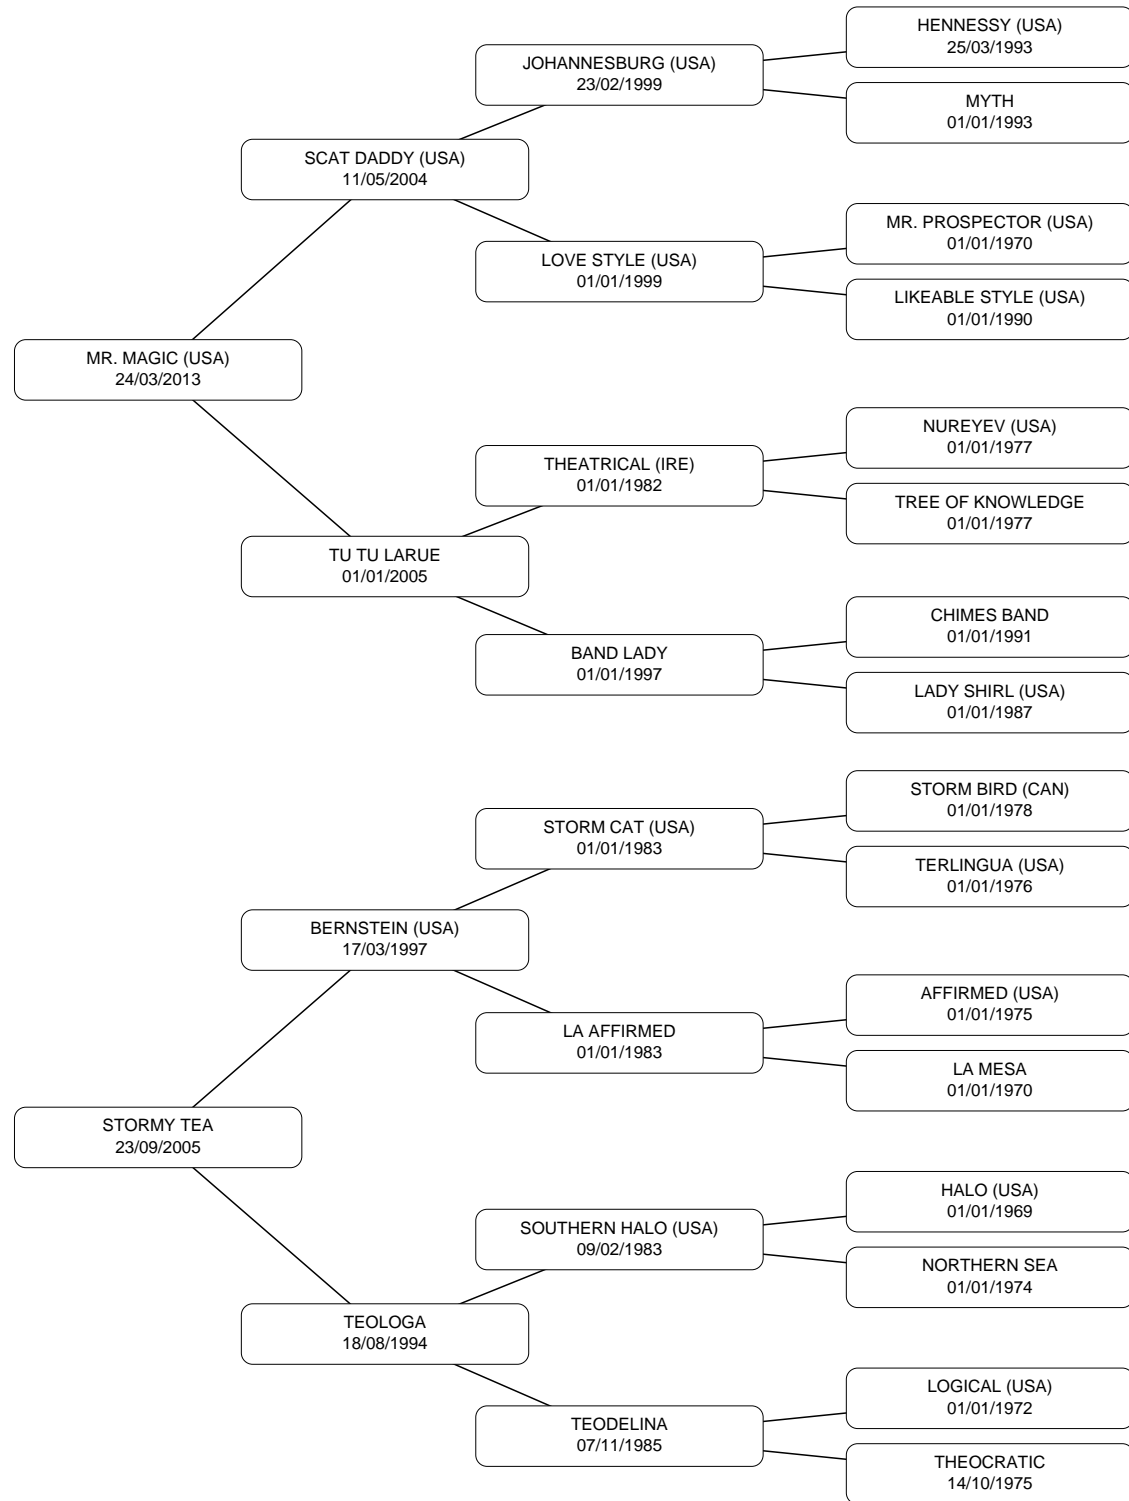 HENNESSY (USA)
25/03/1993
JOHANNESBURG (USA)
23/02/1999
MYTH
01/01/1993
SCAT DADDY (USA)
11/05/2004
MR. PROSPECTOR (USA)
01/01/1970
LOVE STYLE (USA)
01/01/1999
LIKEABLE STYLE (USA)
01/01/1990
MR. MAGIC (USA)
24/03/2013
NUREYEV (USA)
01/01/1977
THEATRICAL (IRE)
01/01/1982
TREE OF KNOWLEDGE
01/01/1977
TU TU LARUE
01/01/2005
CHIMES BAND
01/01/1991
BAND LADY
01/01/1997
LADY SHIRL (USA)
01/01/1987
STORM BIRD (CAN)
01/01/1978
STORM CAT (USA)
01/01/1983
TERLINGUA (USA)
01/01/1976
BERNSTEIN (USA)
17/03/1997
AFFIRMED (USA)
01/01/1975
LA AFFIRMED
01/01/1983
LA MESA
01/01/1970
STORMY TEA
23/09/2005
HALO (USA)
01/01/1969
SOUTHERN HALO (USA)
09/02/1983
NORTHERN SEA
01/01/1974
TEOLOGA
18/08/1994
LOGICAL (USA)
01/01/1972
TEODELINA
07/11/1985
THEOCRATIC
14/10/1975